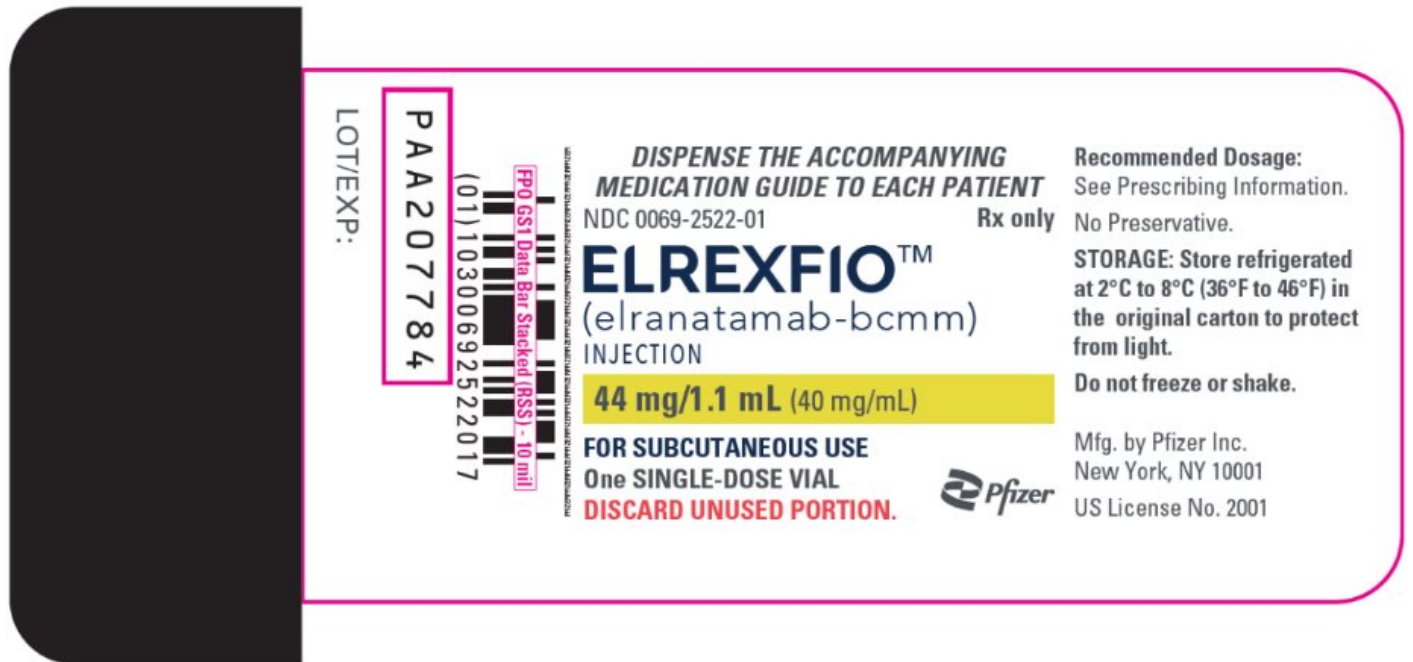 LOT/EXP:
PAA207784
(01)10300692522017
FPO GS1 Data Bar Stacked (RSS) - 10 mil
DISPENSE THE ACCOMPANYING
MEDICATION GUIDE TO EACH PATIENT
NDC 0069-2522-01 Rx only
ELREXFIO™
(elranatamab-bcmm)
INJECTION
44 mg/1.1 mL (40 mg/mL)
FOR SUBCUTANEOUS USE
One SINGLE-DOSE VIAL
DISCARD UNUSED PORTION.
Pfizer
Recommended Dosage:
See Prescribing Information.
No Preservative.
STORAGE: Store refrigerated
at 2°C to 8°C (36°F to 46°F) in
the original carton to protect
from light.
Do not freeze or shake.
Mfg. by Pfizer Inc.
New York, NY 10001
US License No. 2001